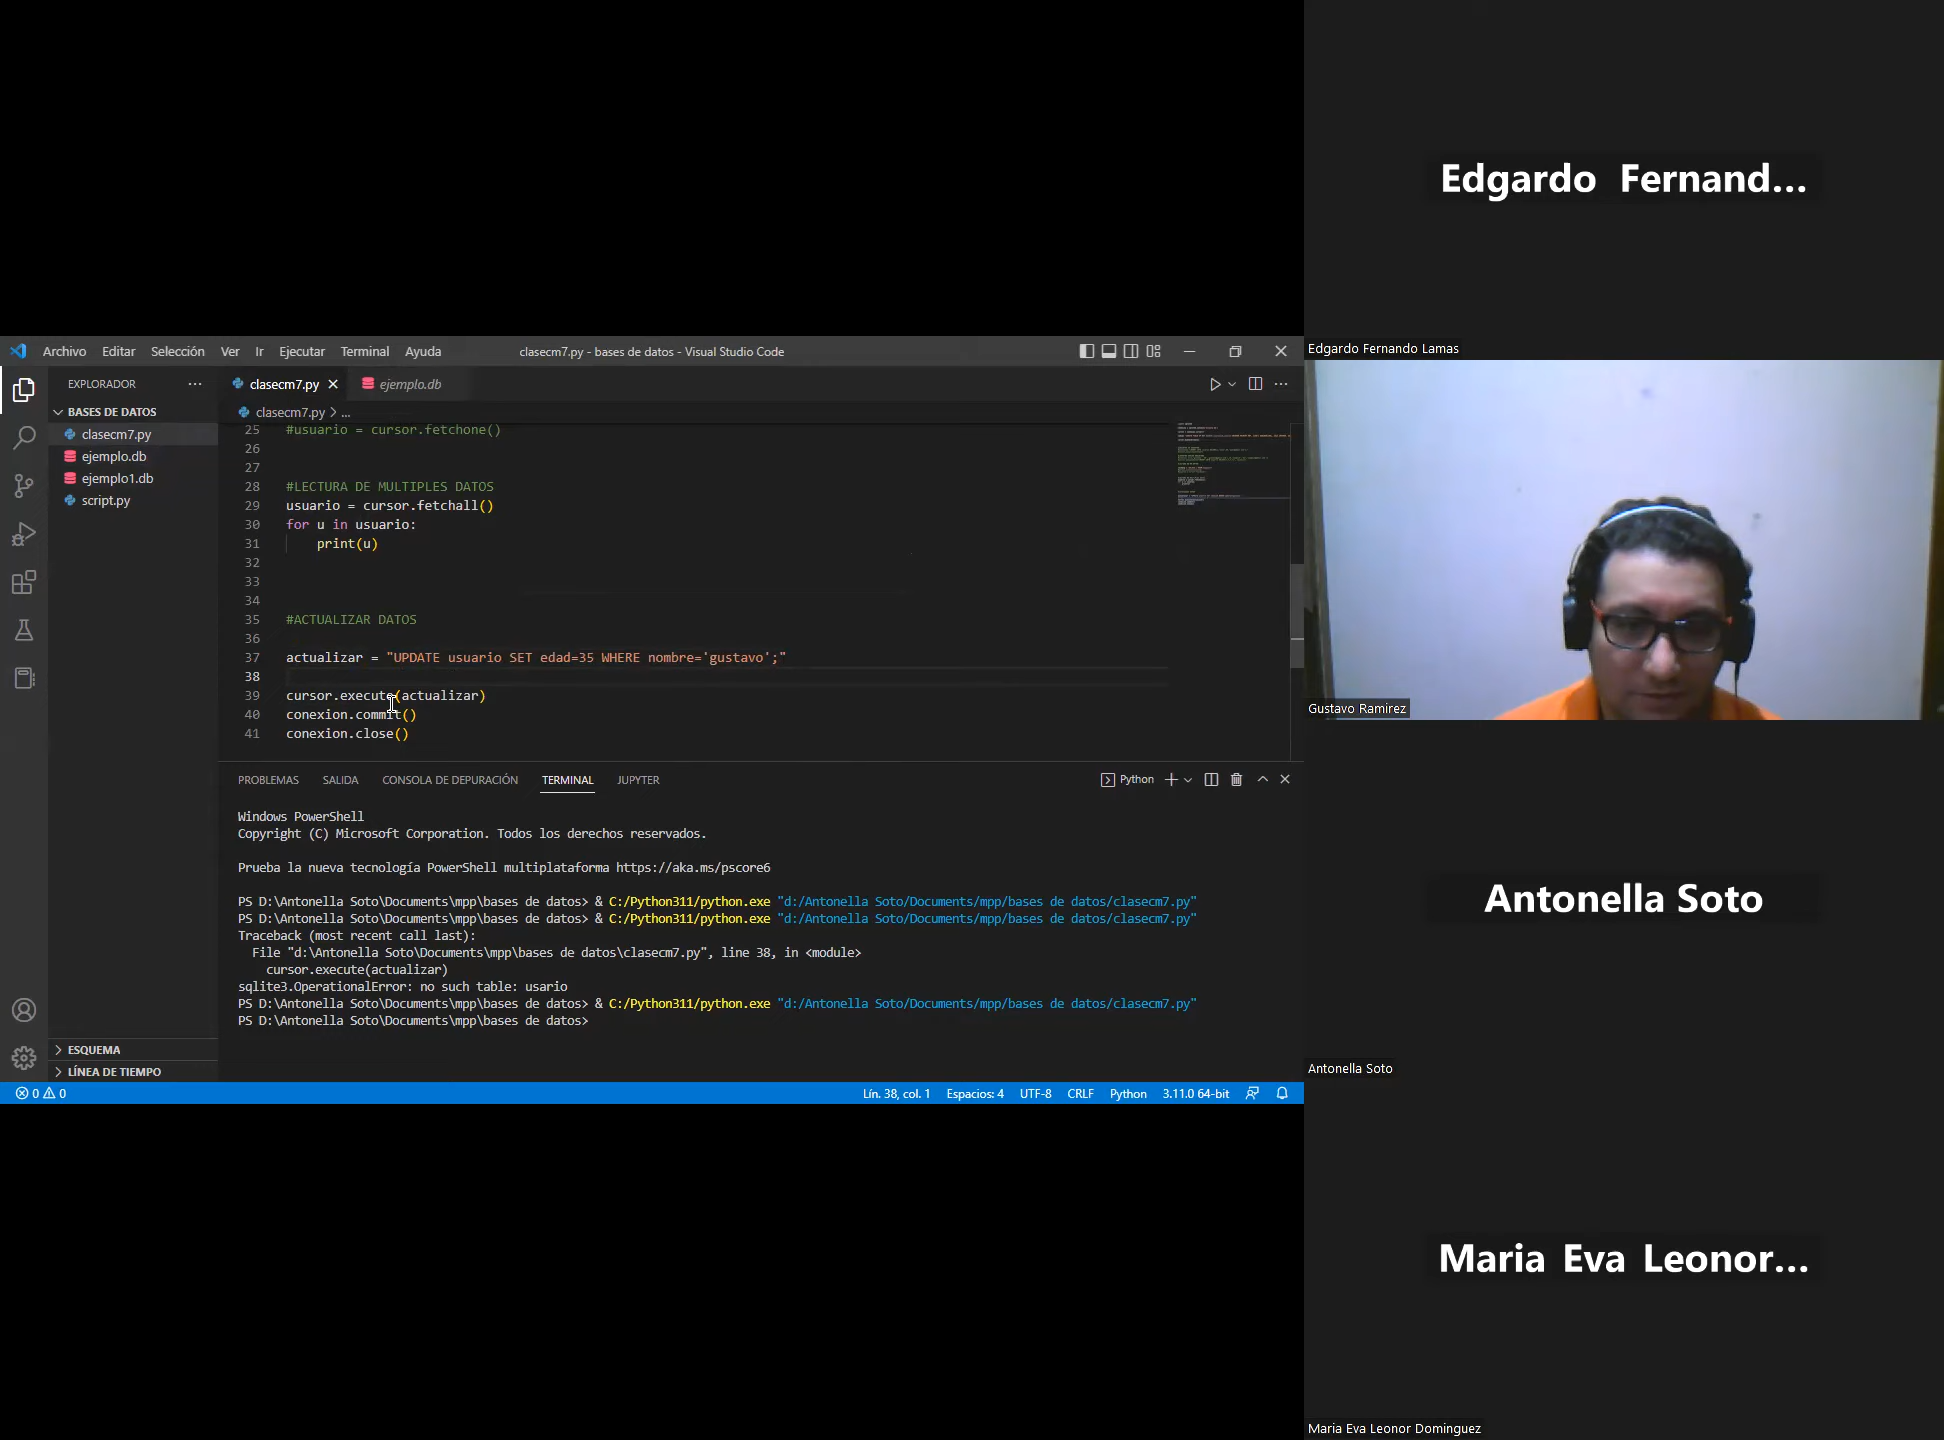 Archivo Editar Selección Ver Ir Ejecutar Terminal Ayuda
clasecm7.py - bases de datos - Visual Studio Code
EXPLORADOR
BASES DE DATOS
clasecm7.py
ejemplo.db
ejemplo1.db
script.py
ESQUEMA
LÍNEA DE TIEMPO
clasecm7.py ejemplo.db
clasecm7.py > ...
25 #usuario = cursor.fetchone()
26
27
28 #LECTURA DE MULTIPLES DATOS
29 usuario = cursor.fetchall()
30 for u in usuario:
31     print(u)
32
33
34
35 #ACTUALIZAR DATOS
36
37 actualizar = "UPDATE usuario SET edad=35 WHERE nombre='gustavo';"
38
39 cursor.execute(actualizar)
40 conexion.commit()
41 conexion.close()
PROBLEMAS SALIDA CONSOLA DE DEPURACIÓN TERMINAL JUPYTER
Python
Windows PowerShell
Copyright (C) Microsoft Corporation. Todos los derechos reservados.
Prueba la nueva tecnología PowerShell multiplataforma https://aka.ms/pscore6
PS D:\Antonella Soto\Documents\mpp\bases de datos> & C:/Python311/python.exe "d:/Antonella Soto/Documents/mpp/bases de datos/clasecm7.py"
PS D:\Antonella Soto\Documents\mpp\bases de datos> & C:/Python311/python.exe "d:/Antonella Soto/Documents/mpp/bases de datos/clasecm7.py"
Traceback (most recent call last):
  File "d:\Antonella Soto\Documents\mpp\bases de datos\clasecm7.py", line 38, in <module>
    cursor.execute(actualizar)
sqlite3.OperationalError: no such table: usario
PS D:\Antonella Soto\Documents\mpp\bases de datos> & C:/Python311/python.exe "d:/Antonella Soto/Documents/mpp/bases de datos/clasecm7.py"
PS D:\Antonella Soto\Documents\mpp\bases de datos>
0 0
Lín. 38, col. 1 Espacios: 4 UTF-8 CRLF Python 3.11.0 64-bit
Edgardo Fernand...
Edgardo Fernando Lamas
Gustavo Ramirez
Antonella Soto
Antonella Soto
Maria Eva Leonor...
Maria Eva Leonor Dominguez